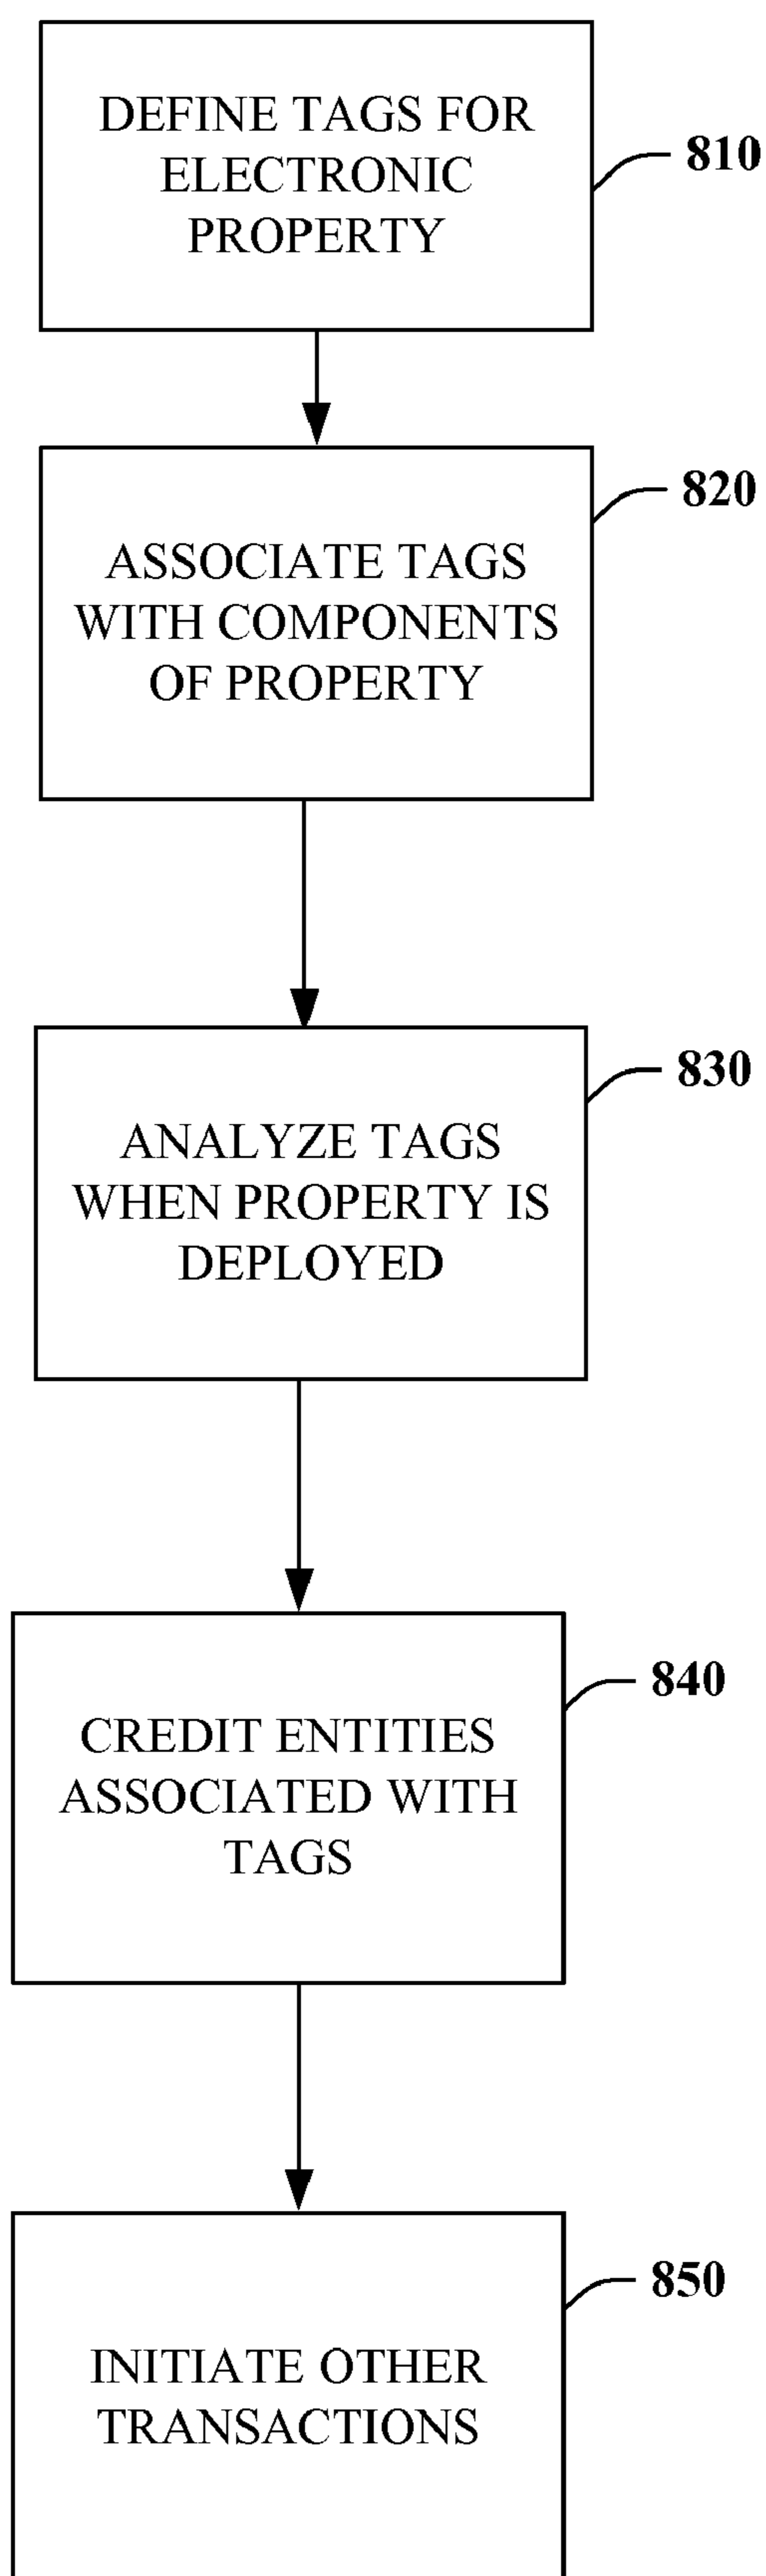 DEFINE TAGS FOR
ELECTRONIC
PROPERTY
810
ASSOCIATE TAGS
WITH COMPONENTS
OF PROPERTY
820
ANALYZE TAGS
WHEN PROPERTY IS
DEPLOYED
830
CREDIT ENTITIES
ASSOCIATED WITH
TAGS
840
INITIATE OTHER
TRANSACTIONS
850